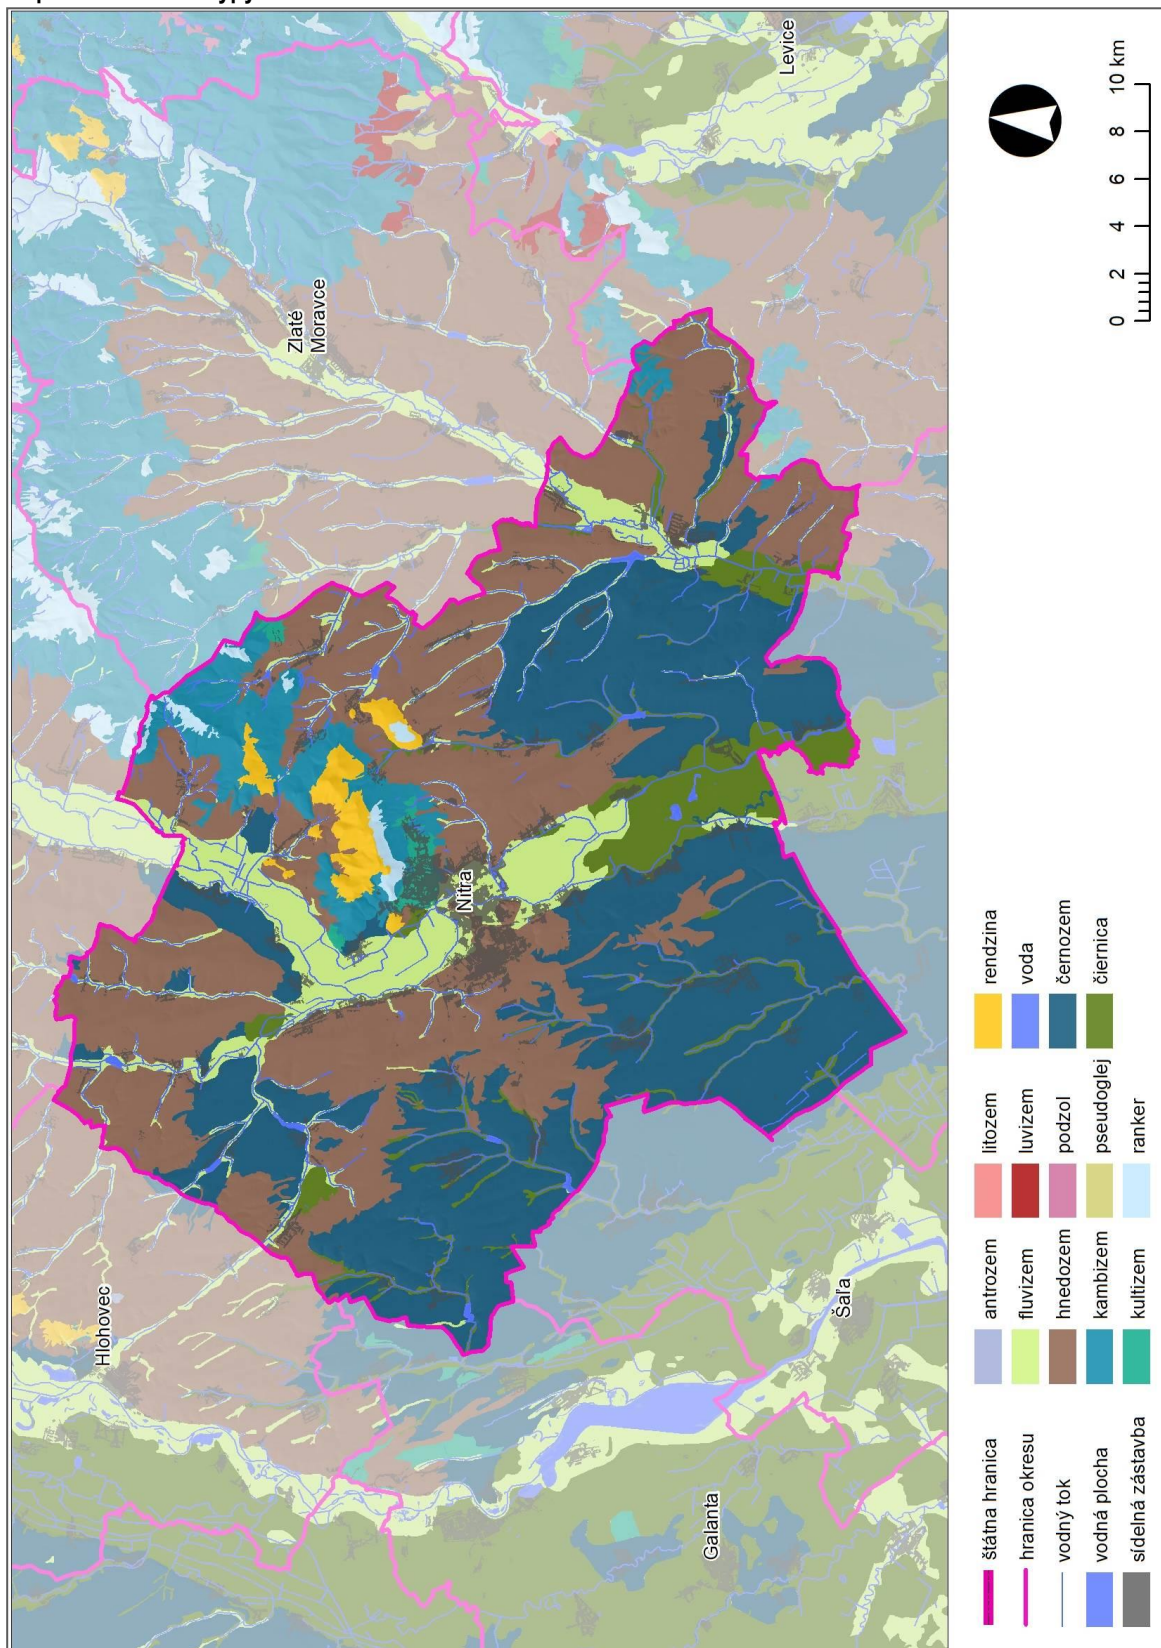 Hlohovec
Zlaté
Moravce
Levice
Nitra
Galanta
Šaľa
0 2 4 6 8 10 km
štátna hranica
hranica okresu
vodný tok
vodná plocha
sídelná zástavba
antrozem
fluvizem
hnedozem
kambizem
kultizem
litozem
luvizem
podzol
pseudoglej
ranker
rendzina
voda
černozem
čiernica